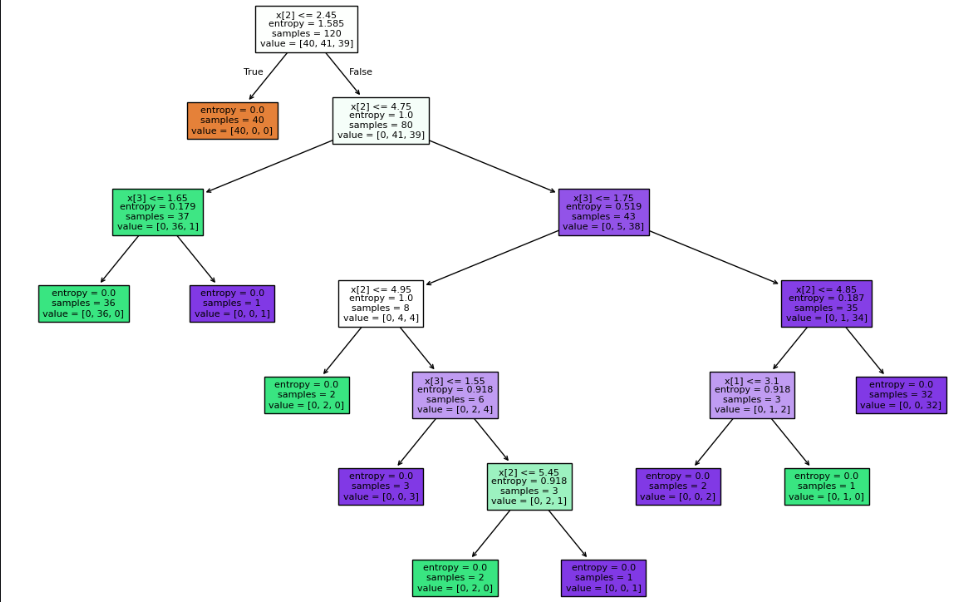 x[2] <= 2.45
entropy = 1.585
samples = 120
value = [40, 41, 39]
True
False
entropy = 0.0
samples = 40
value = [40, 0, 0]
x[2] <= 4.75
entropy = 1.0
samples = 80
value = [0, 41, 39]
x[3] <= 1.65
entropy = 0.179
samples = 37
value = [0, 36, 1]
x[3] <= 1.75
entropy = 0.519
samples = 43
value = [0, 5, 38]
entropy = 0.0
samples = 36
value = [0, 36, 0]
entropy = 0.0
samples = 1
value = [0, 0, 1]
x[2] <= 4.95
entropy = 1.0
samples = 8
value = [0, 4, 4]
x[2] <= 4.85
entropy = 0.187
samples = 35
value = [0, 1, 34]
entropy = 0.0
samples = 2
value = [0, 2, 0]
x[3] <= 1.55
entropy = 0.918
samples = 6
value = [0, 2, 4]
x[1] <= 3.1
entropy = 0.918
samples = 3
value = [0, 1, 2]
entropy = 0.0
samples = 32
value = [0, 0, 32]
entropy = 0.0
samples = 3
value = [0, 0, 3]
x[2] <= 5.45
entropy = 0.918
samples = 3
value = [0, 2, 1]
entropy = 0.0
samples = 2
value = [0, 0, 2]
entropy = 0.0
samples = 1
value = [0, 1, 0]
entropy = 0.0
samples = 2
value = [0, 2, 0]
entropy = 0.0
samples = 1
value = [0, 0, 1]